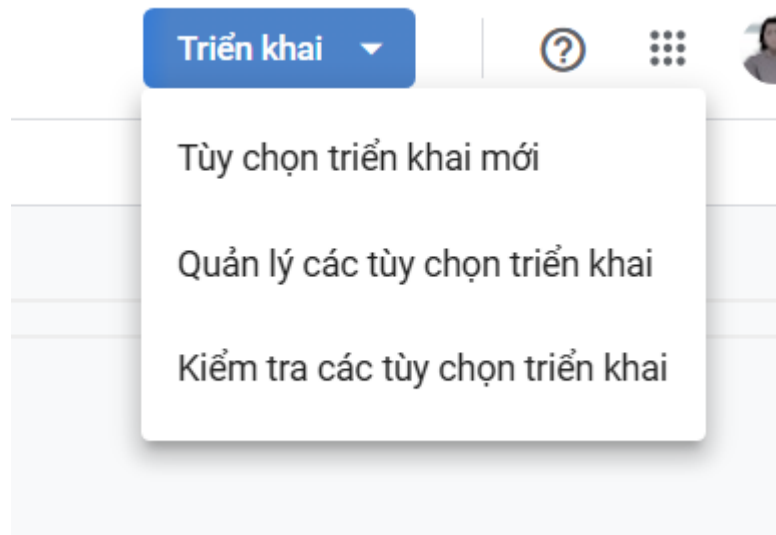 Triển khai
Tùy chọn triển khai mới
Quản lý các tùy chọn triển khai
Kiểm tra các tùy chọn triển khai